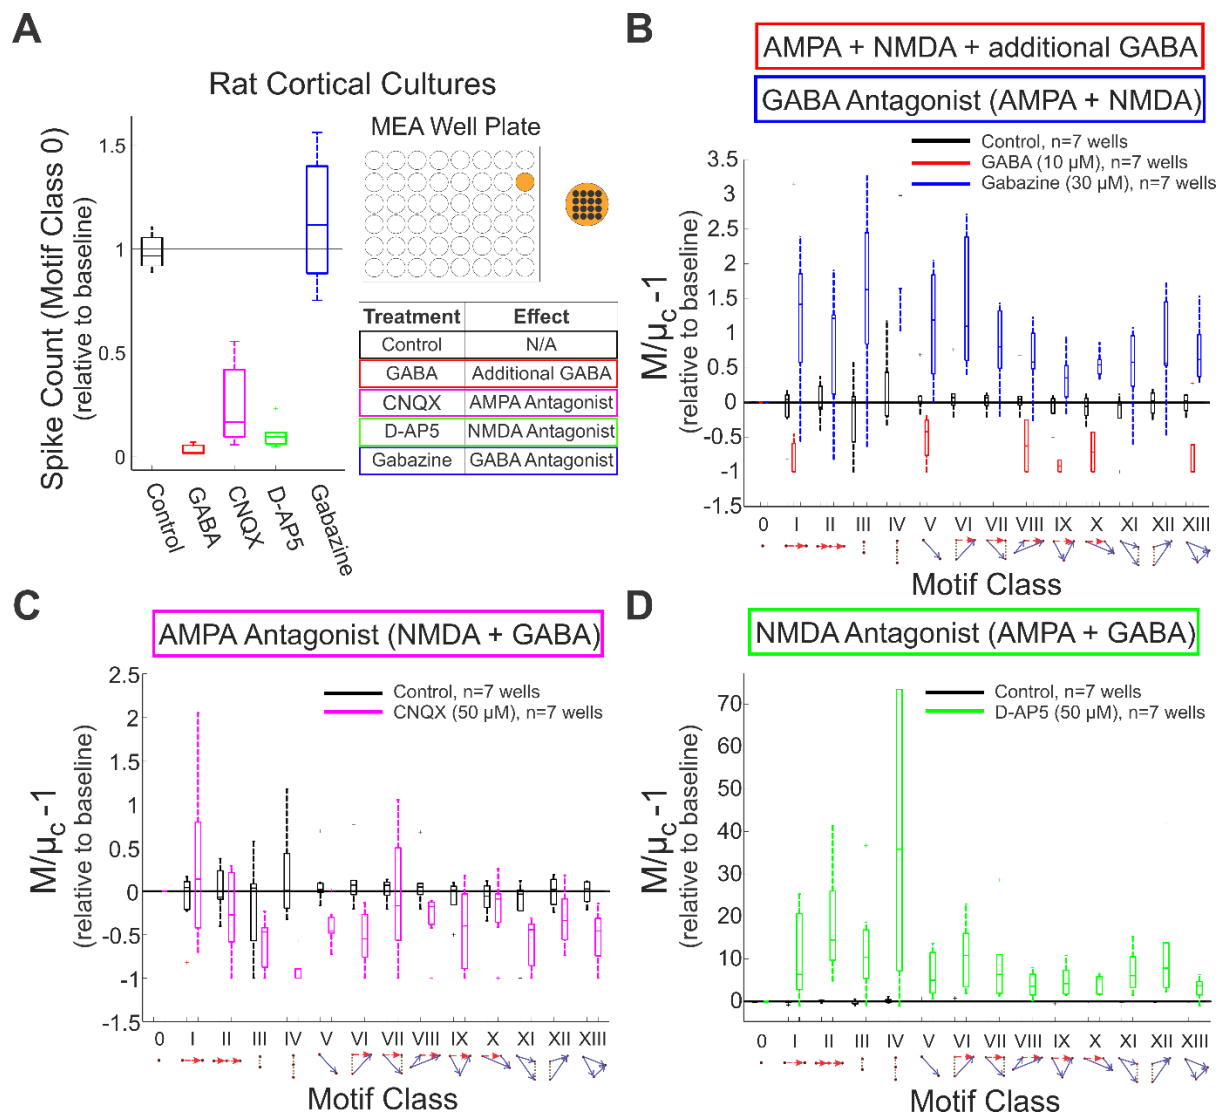 A
Rat Cortical Cultures
MEA Well Plate
Spike Count (Motif Class 0)
(relative to baseline)
1.5
1
0.5
0
Control
GABA
CNQX
D-AP5
Gabazine
Treatment Effect
Control N/A
GABA Additional GABA
CNQX AMPA Antagonist
D-AP5 NMDA Antagonist
Gabazine GABA Antagonist
B
AMPA + NMDA + additional GABA
GABA Antagonist (AMPA + NMDA)
Control, n=7 wells
GABA (10 µM), n=7 wells
Gabazine (30 µM), n=7 wells
M/μc-1
(relative to baseline)
3.5
3
2.5
2
1.5
1
0.5
0
-0.5
-1
-1.5
0 I II III IV V VI VII VIII IX X XI XII XIII
Motif Class
C
AMPA Antagonist (NMDA + GABA)
Control, n=7 wells
CNQX (50 µM), n=7 wells
M/μc-1
(relative to baseline)
2.5
2
1.5
1
0.5
0
-0.5
-1
-1.5
0 I II III IV V VI VII VIII IX X XI XII XIII
Motif Class
D
NMDA Antagonist (AMPA + GABA)
Control, n=7 wells
D-AP5 (50 µM), n=7 wells
M/μc-1
(relative to baseline)
70
60
50
40
30
20
10
0
0 I II III IV V VI VII VIII IX X XI XII XIII
Motif Class